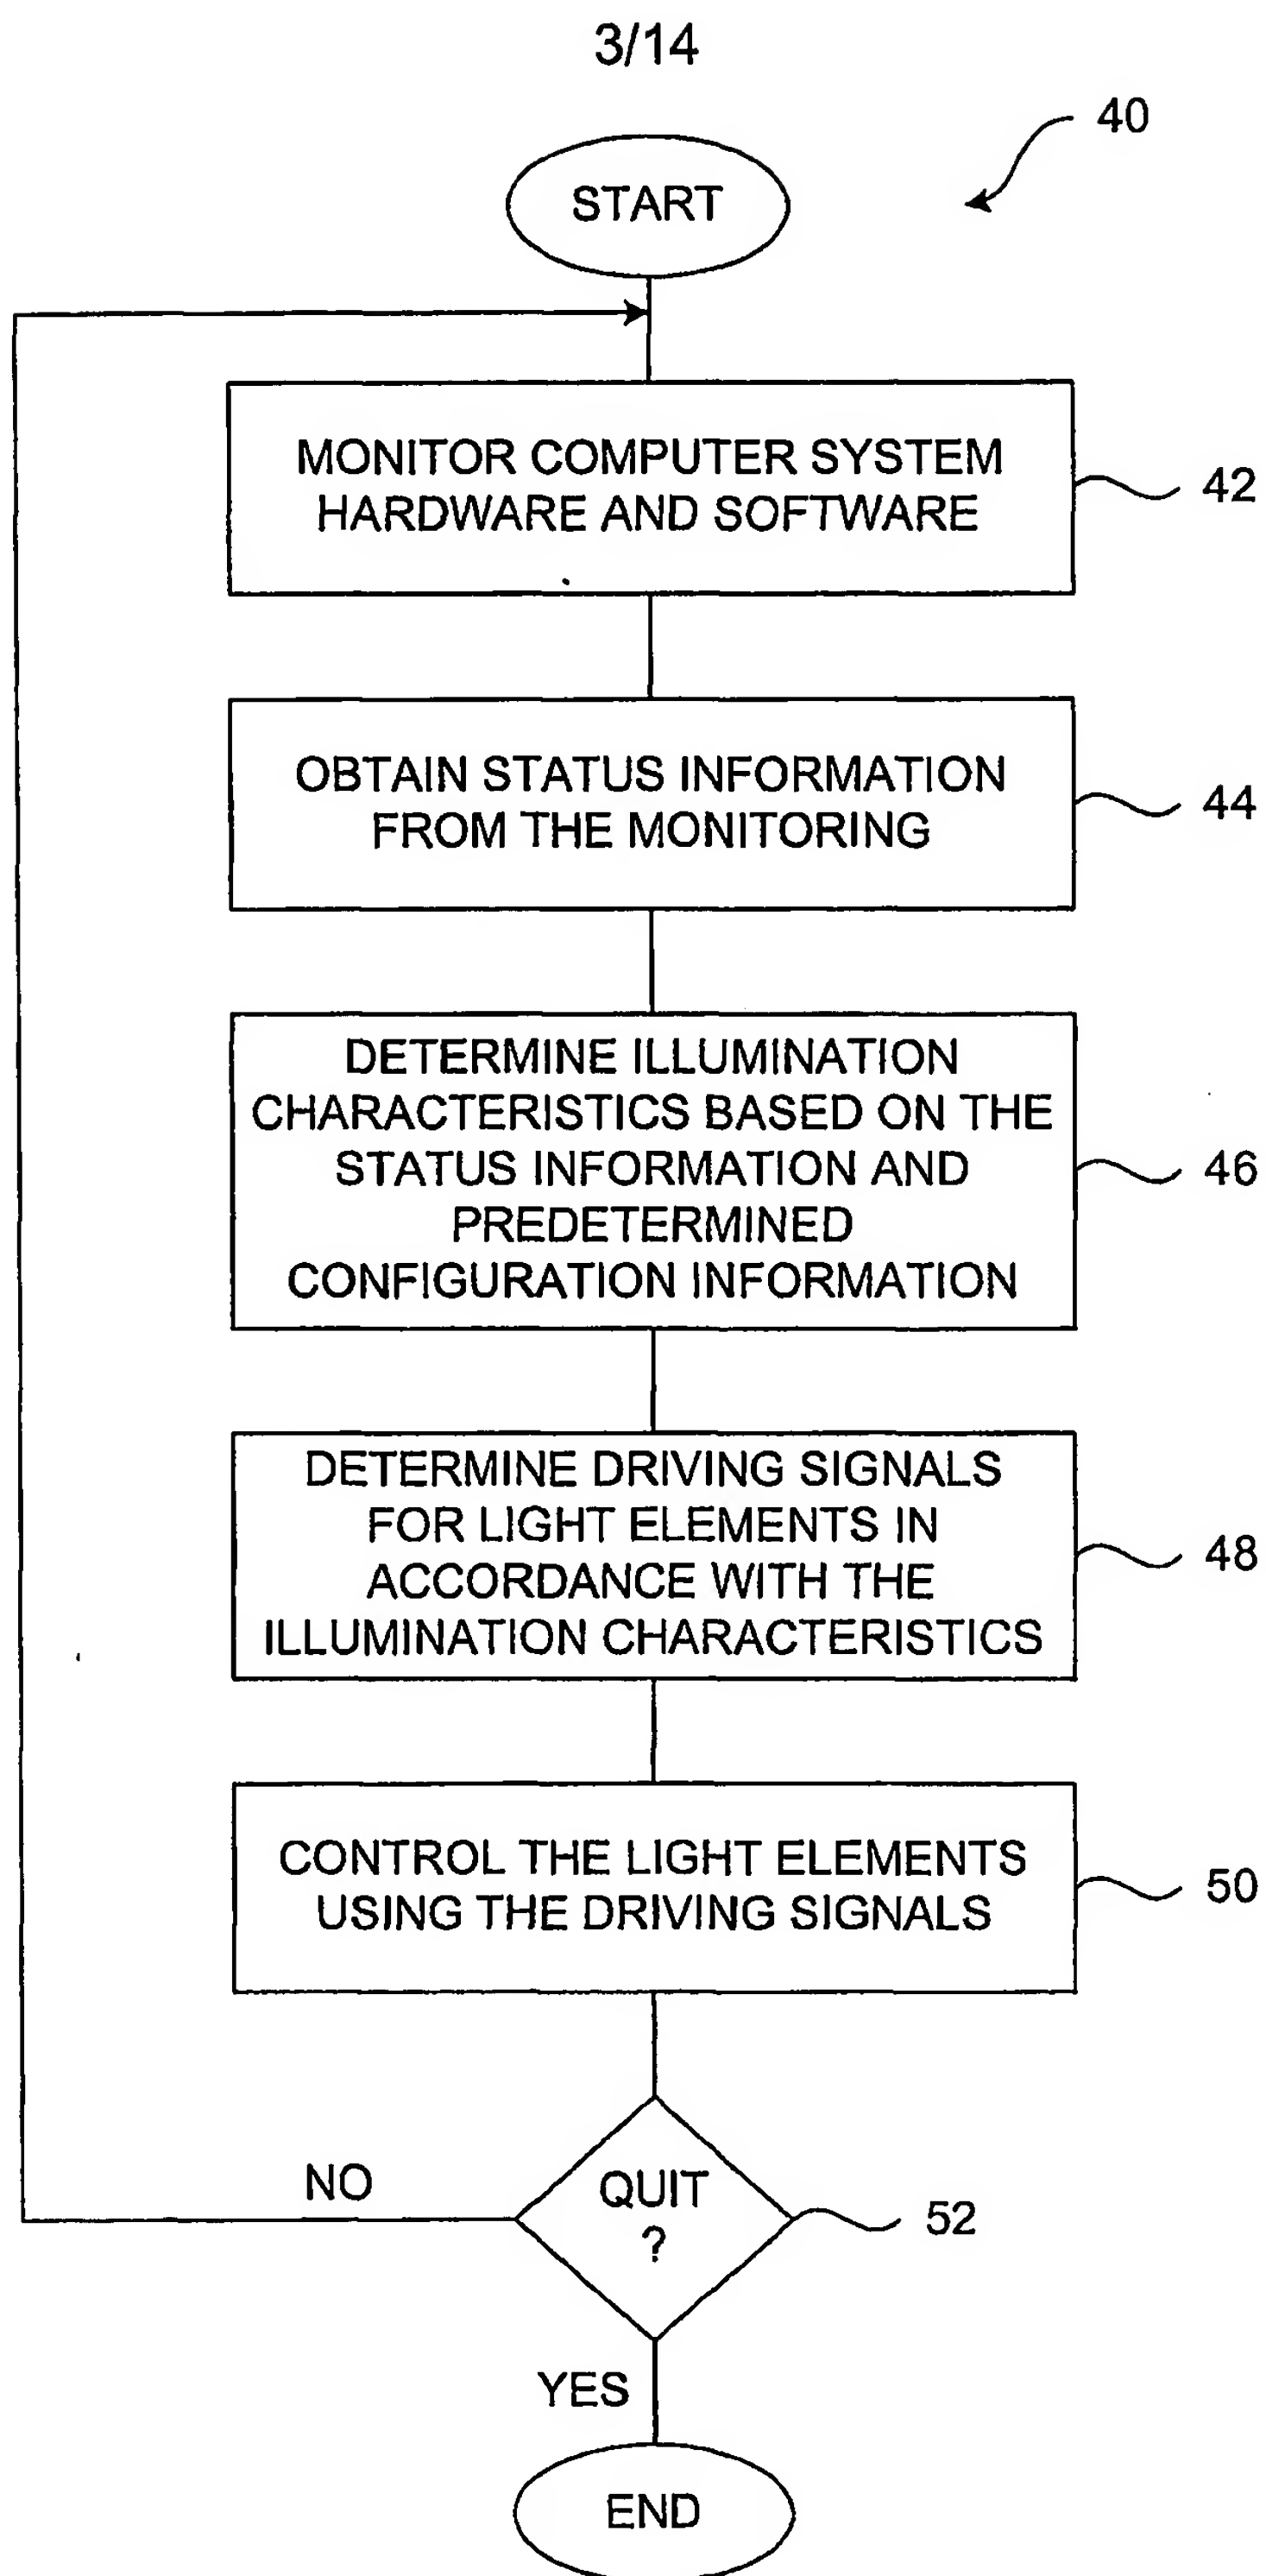 3/14
40
START
MONITOR COMPUTER SYSTEM
HARDWARE AND SOFTWARE
42
OBTAIN STATUS INFORMATION
FROM THE MONITORING
44
DETERMINE ILLUMINATION
CHARACTERISTICS BASED ON THE
STATUS INFORMATION AND
PREDETERMINED
CONFIGURATION INFORMATION
46
DETERMINE DRIVING SIGNALS
FOR LIGHT ELEMENTS IN
ACCORDANCE WITH THE
ILLUMINATION CHARACTERISTICS
48
CONTROL THE LIGHT ELEMENTS
USING THE DRIVING SIGNALS
50
NO
QUIT
?
52
YES
END